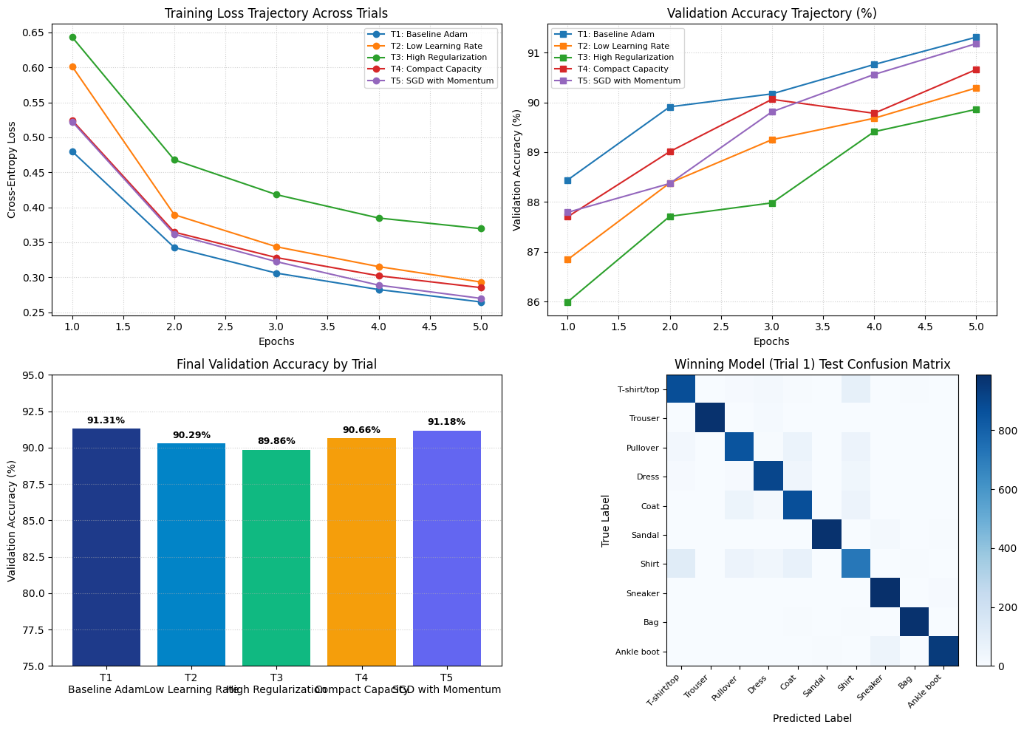 Training Loss Trajectory Across Trials
0.65
0.60
0.55
0.50
0.45
0.40
0.35
0.30
0.25
Cross-Entropy Loss
T1: Baseline Adam
T2: Low Learning Rate
T3: High Regularization
T4: Compact Capacity
T5: SGD with Momentum
1.0 1.5 2.0 2.5 3.0 3.5 4.0 4.5 5.0
Epochs
Validation Accuracy Trajectory (%)
91
90
89
88
87
86
Validation Accuracy (%)
T1: Baseline Adam
T2: Low Learning Rate
T3: High Regularization
T4: Compact Capacity
T5: SGD with Momentum
1.0 1.5 2.0 2.5 3.0 3.5 4.0 4.5 5.0
Epochs
Final Validation Accuracy by Trial
95.0
92.5
90.0
87.5
85.0
82.5
80.0
77.5
75.0
Validation Accuracy (%)
91.31% 90.29% 89.86% 90.66% 91.18%
T1 T2 T3 T4 T5
Baseline Adam Low Learning Rate High Regularization Compact Capacity SGD with Momentum
Winning Model (Trial 1) Test Confusion Matrix
True Label
T-shirt/top
Trouser
Pullover
Dress
Coat
Sandal
Shirt
Sneaker
Bag
Ankle boot
T-shirt/top Trouser Pullover Dress Coat Sandal Shirt Sneaker Bag Ankle boot
Predicted Label
800
600
400
200
0